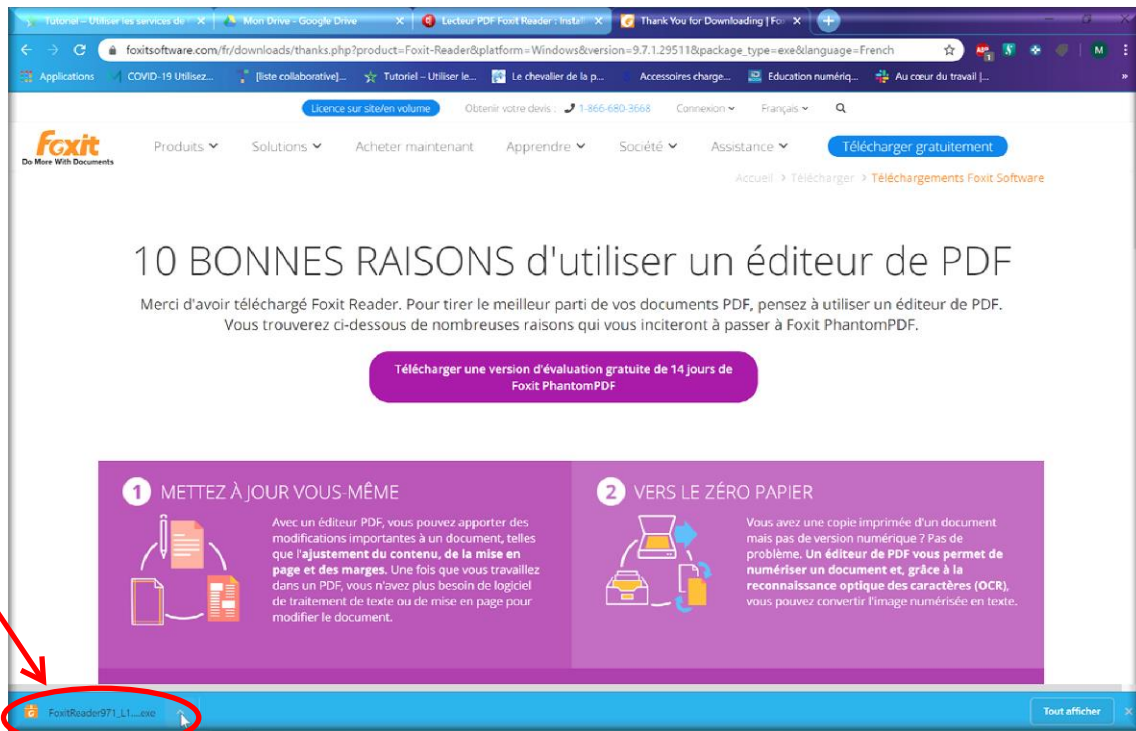 Tutoriel – Utiliser les services de
Mon Drive - Google Drive
Lecteur PDF Foxit Reader : Install
Thank You for Downloading | Fo
foxitsoftware.com/fr/downloads/thanks.php?product=Foxit-Reader&platform=Windows&version=9.7.1.29511&package_type=exe&language=French
M
Applications
COVID-19 Utilisez...
[liste collaborative]...
Tutoriel – Utiliser le...
Le chevalier de la p...
Accessoires charge...
Education numériq...
Au cœur du travail |...
»
Licence sur site/en volume
Obtenir votre devis : 1-866-680-3668
Connexion
Français
Foxit
Do More With Documents
Produits
Solutions
Acheter maintenant
Apprendre
Société
Assistance
Télécharger gratuitement
Accueil > Télécharger > Téléchargements Foxit Software
10 BONNES RAISONS d'utiliser un éditeur de PDF
Merci d'avoir téléchargé Foxit Reader. Pour tirer le meilleur parti de vos documents PDF, pensez à utiliser un éditeur de PDF.
Vous trouverez ci-dessous de nombreuses raisons qui vous inciteront à passer à Foxit PhantomPDF.
Télécharger une version d'évaluation gratuite de 14 jours de
Foxit PhantomPDF
1 METTEZ À JOUR VOUS-MÊME
Avec un éditeur PDF, vous pouvez apporter des
modifications importantes à un document, telles
que l'ajustement du contenu, de la mise en
page et des marges. Une fois que vous travaillez
dans un PDF, vous n'avez plus besoin de logiciel
de traitement de texte ou de mise en page pour
modifier le document.
2 VERS LE ZÉRO PAPIER
Vous avez une copie imprimée d'un document
mais pas de version numérique ? Pas de
problème. Un éditeur de PDF vous permet de
numériser un document et, grâce à la
reconnaissance optique des caractères (OCR),
vous pouvez convertir l'image numérisée en texte.
FoxitReader971_L1....exe
Tout afficher